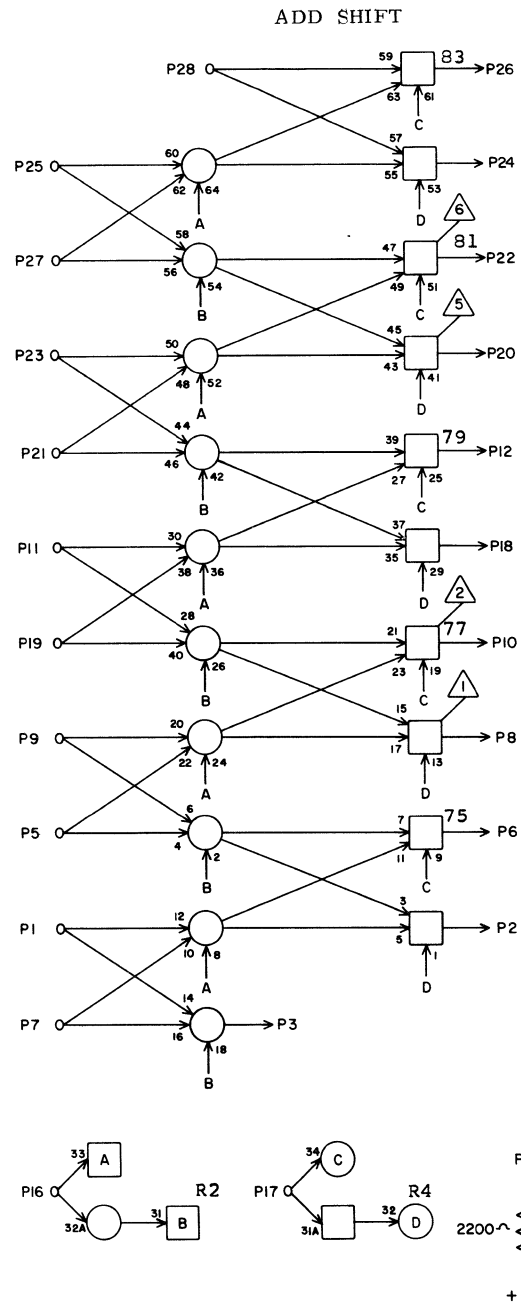 ADD SHIFT
P28 59 83 P26
63 61
C
57
60 55 P24
P25 62 64 53
A D
58 6
P27 56 54 47 81 P22
49 51
B C
5
50 45 P20
P23 48 52 43 41
A D
44 79
P21 46 42 39 P12
27 25
B C
30 37 P18
P11 38 36 35 29
A D
2
28 77
P19 40 26 21 P10
23 19
B C
1
20 15
P9 22 24 17 P8
13
A D
6 75
P5 4 2 7 P6
11 9
B C
12 3
P1 10 8 5 P2
1
A D
14
P7 16 18 P3
B
33 A 34 C P
P16 R2 P17 R4
32A 31 B 31A 32 D 2200~
+